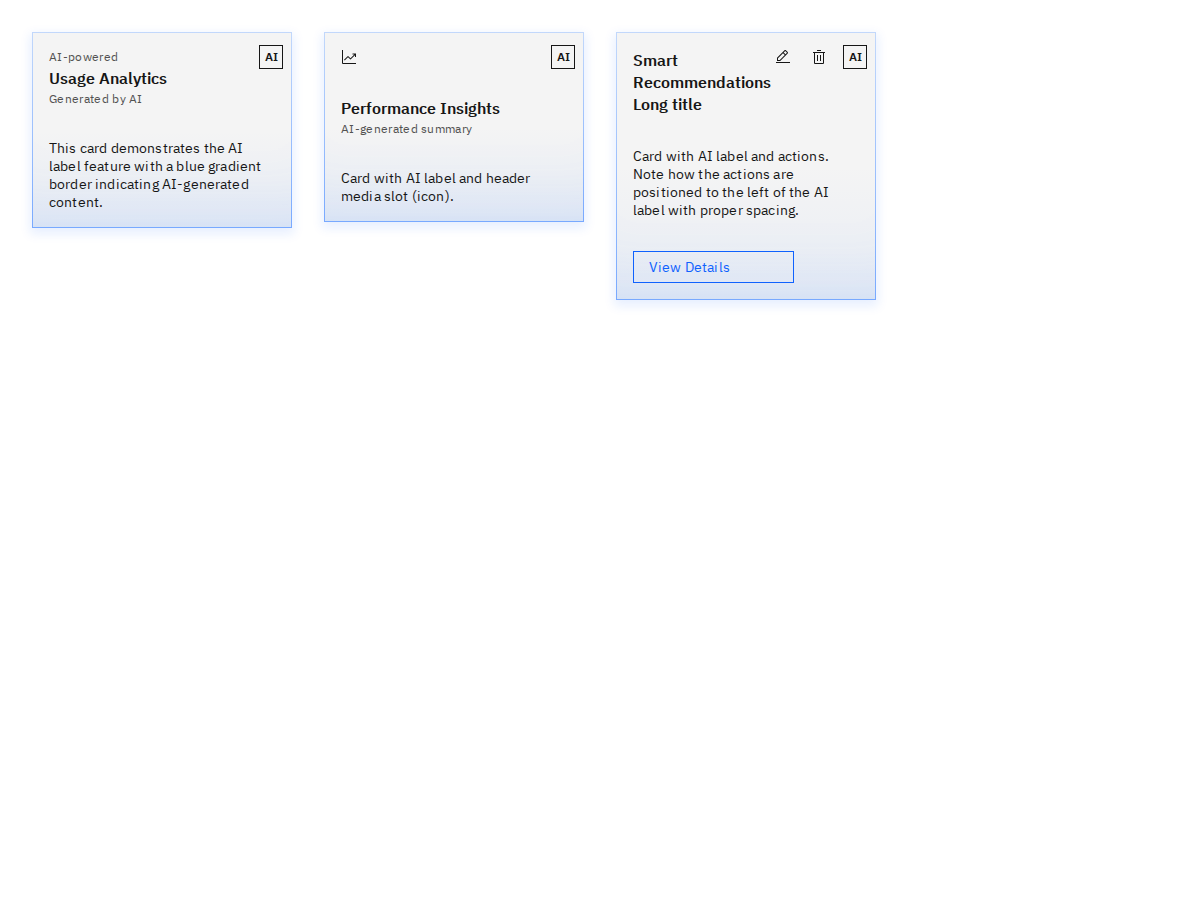 AI-powered
AI
Usage Analytics
Generated by AI
This card demonstrates the AI
label feature with a blue gradient
border indicating AI-generated
content.
AI
Performance Insights
AI-generated summary
Card with AI label and header
media slot (icon).
Smart
AI
Recommendations
Long title
Card with AI label and actions.
Note how the actions are
positioned to the left of the AI
label with proper spacing.
View Details